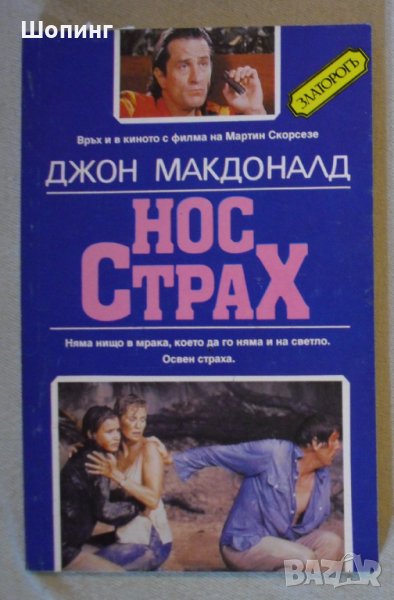 Шопинг
ЗЛАТОРОГЪ
Връх и в киното с филма на Мартин Скорсезе
ДЖОН МАКДОНАЛД
НОС
СТРАХ
Няма нищо в мрака, което да го няма и на светло.
Освен страха.
BAZAR